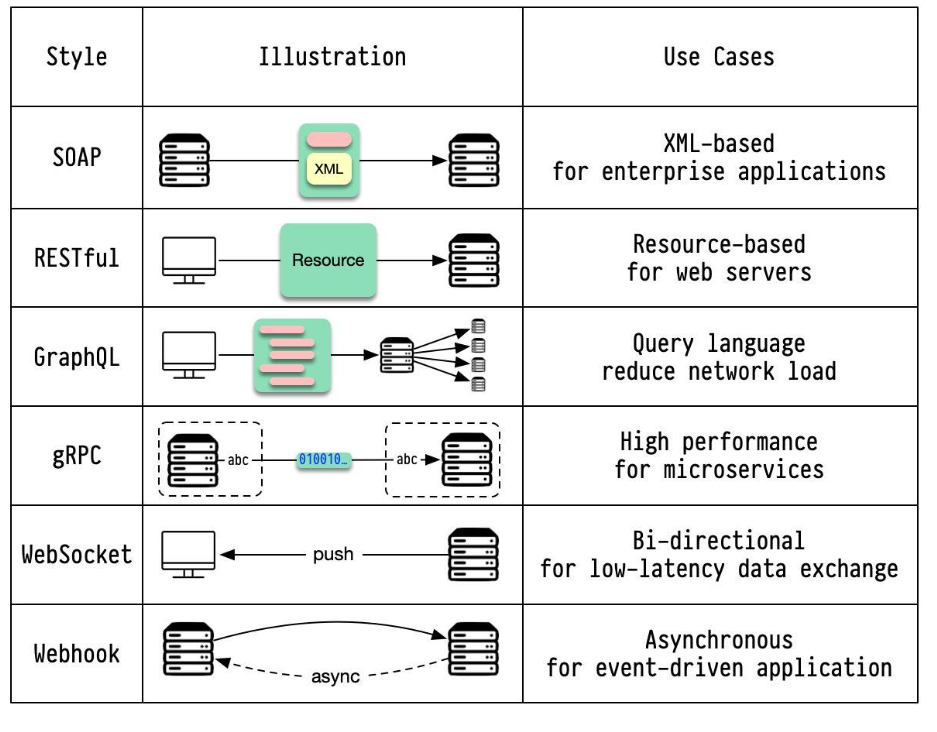 Style
Illustration
Use Cases
SOAP
XML
XML-based
for enterprise applications
RESTful
Resource
Resource-based
for web servers
GraphQL
Query language
reduce network load
gRPC
abc
010010…
abc
High performance
for microservices
WebSocket
push
Bi-directional
for low-latency data exchange
Webhook
async
Asynchronous
for event-driven application